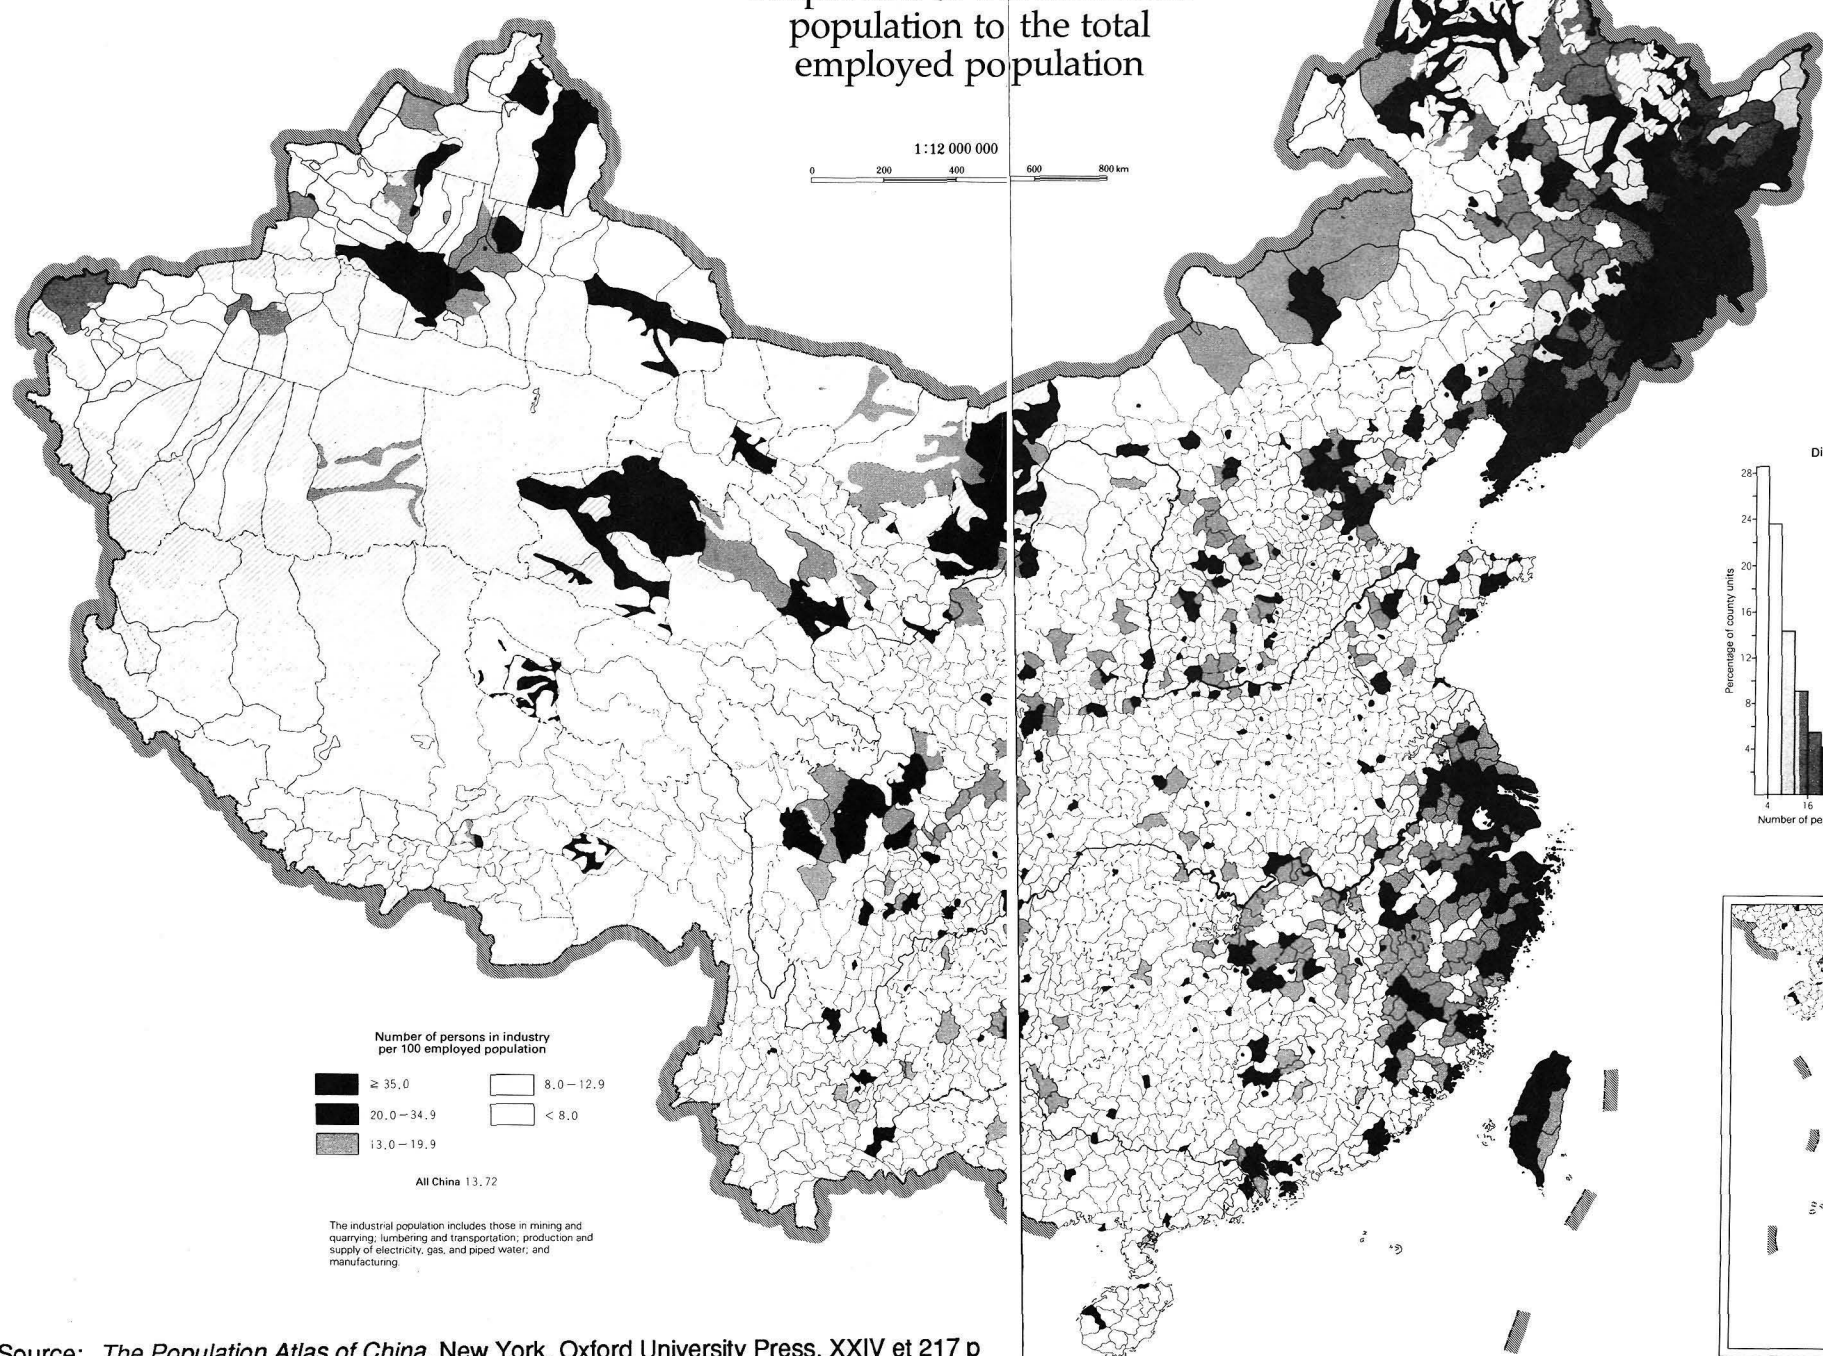 population to the total
employed population
1:12 000 000
0 200 400 600 800 km
Number of persons in industry
per 100 employed population
≥ 35.0
8.0–12.9
20.0–34.9
< 8.0
13.0–19.9
All China 13.72
The industrial population includes those in mining and
quarrying; lumbering and transportation; production and
supply of electricity, gas, and piped water; and
manufacturing.
Source: The Population Atlas of China, New York, Oxford University Press, XXIV et 217 p
Di
28
24
20
16
12
8
4
Percentage of county units
4 16
Number of pe